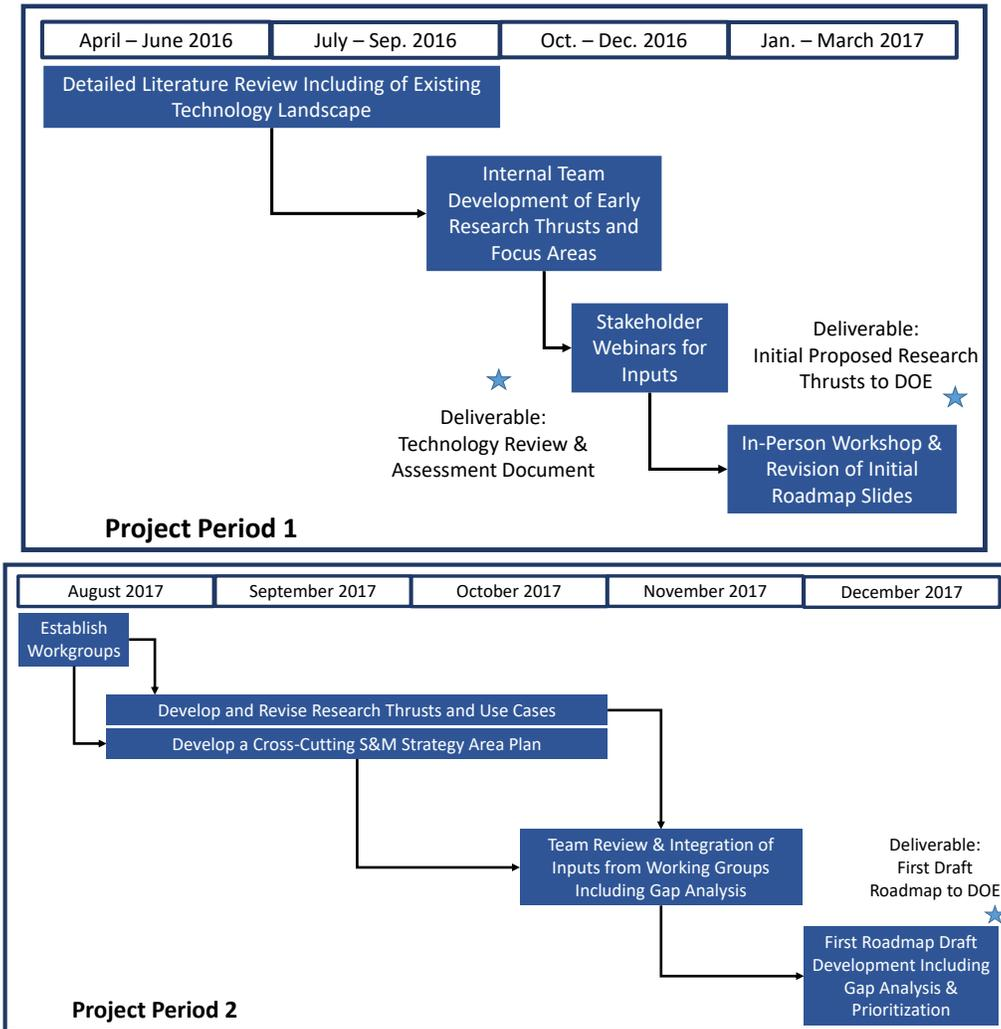 April – June 2016
July – Sep. 2016
Oct. – Dec. 2016
Jan. – March 2017
Detailed Literature Review Including of Existing
Technology Landscape
Internal Team
Development of Early
Research Thrusts and
Focus Areas
Stakeholder
Webinars for
Inputs
Deliverable:
Initial Proposed Research
Thrusts to DOE
Deliverable:
Technology Review &
Assessment Document
In-Person Workshop &
Revision of Initial
Roadmap Slides
Project Period 1
August 2017
September 2017
October 2017
November 2017
December 2017
Establish
Workgroups
Develop and Revise Research Thrusts and Use Cases
Develop a Cross-Cutting S&M Strategy Area Plan
Team Review & Integration of
Inputs from Working Groups
Including Gap Analysis
Deliverable:
First Draft
Roadmap to DOE
First Roadmap Draft
Development Including
Gap Analysis &
Prioritization
Project Period 2